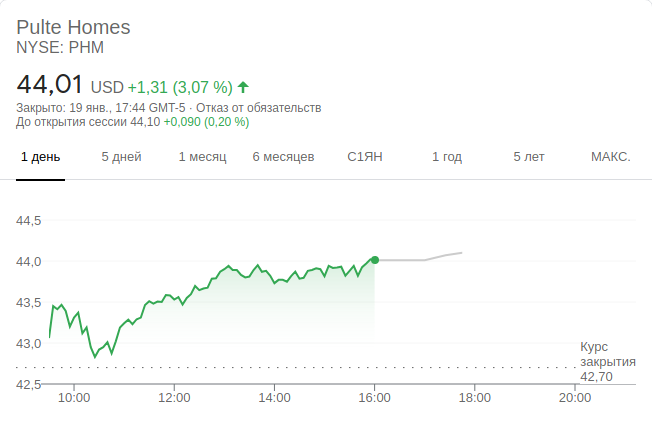 Pulte Homes
NYSE: PHM
44,01 USD +1,31 (3,07 %)
Закрыто: 19 янв., 17:44 GMT-5 · Отказ от обязательств
До открытия сессии 44,10 +0,090 (0,20 %)
1 день 5 дней 1 месяц 6 месяцев С1ЯН 1 год 5 лет МАКС.
44,5
44,0
43,5
43,0
Курс
закрытия
42,70
42,5
10:00 12:00 14:00 16:00 18:00 20:00